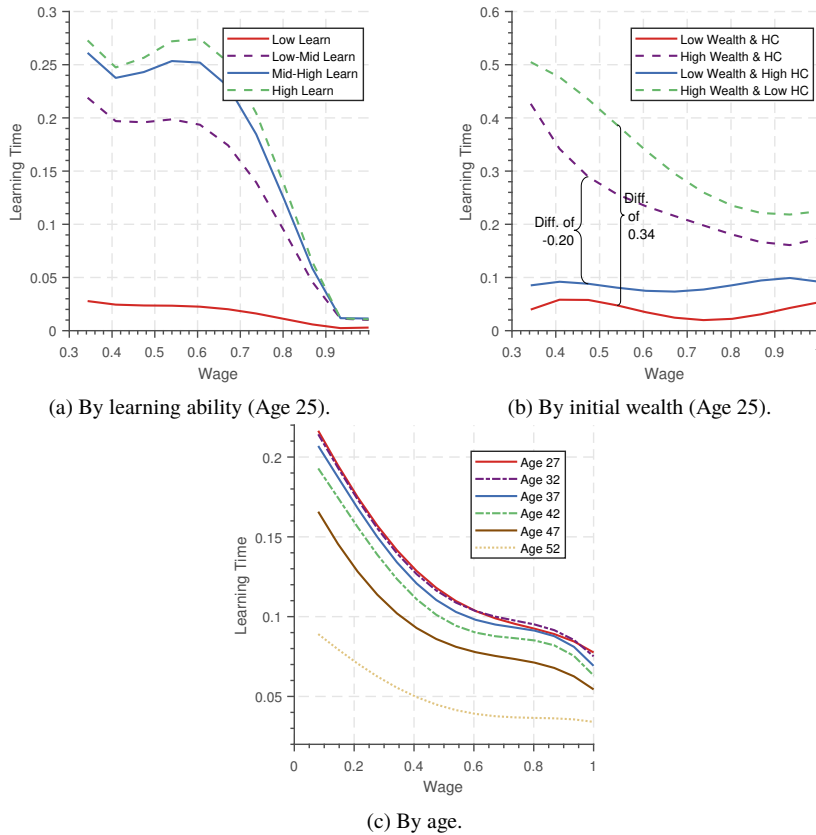 0.3
0.25
0.2
0.15
0.1
0.05
0
Learning Time
Low Learn
Low-Mid Learn
Mid-High Learn
High Learn
0.3 0.4 0.5 0.6 0.7 0.8 0.9
Wage
(a) By learning ability (Age 25).
0.6
0.5
0.4
0.3
0.2
0.1
0
Learning Time
Low Wealth & HC
High Wealth & HC
Low Wealth & High HC
High Wealth & Low HC
Diff. of
-0.20
Diff.
of
0.34
0.3 0.4 0.5 0.6 0.7 0.8 0.9 1
Wage
(b) By initial wealth (Age 25).
0.2
0.15
0.1
0.05
Learning Time
Age 27
Age 32
Age 37
Age 42
Age 47
Age 52
0 0.2 0.4 0.6 0.8 1
Wage
(c) By age.